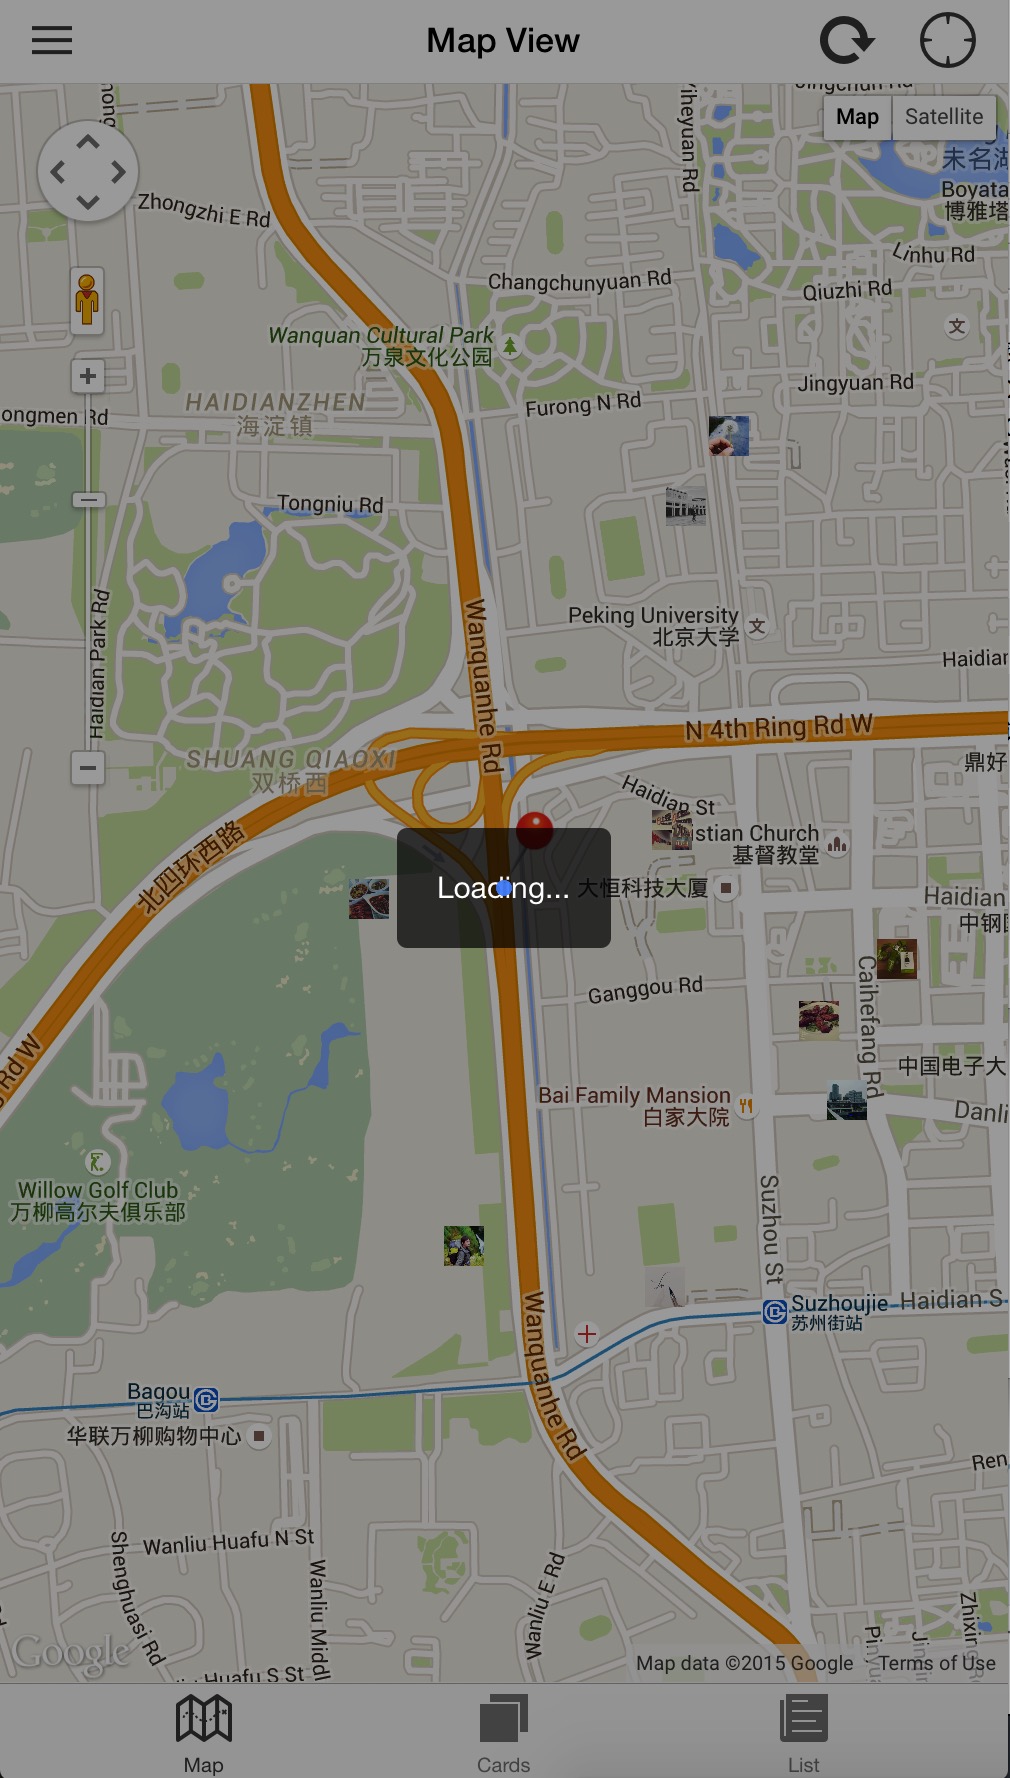 Map View
Map
Satellite
未名湖
Boyata
博雅塔
Zhongzhi E Rd
Yiheyuan Rd
Linhu Rd
Changchunyuan Rd
Qiuzhi Rd
Wanquan Cultural Park
万泉文化公园
文
HAIDIANZHEN
海淀镇
Jingyuan Rd
Furong N Rd
ongmen Rd
Tongniu Rd
Haidian Park Rd
Wanquanhe Rd
Peking University
北京大学
文
Haidian
N 4th Ring Rd W
SHUANG QIAOXI
双桥西
鼎好
Haidian St
北四环西路
stian Church
基督教堂
Loading...
大恒科技大厦
Haidian
中钢
Caihefang Rd
Ganggou Rd
Rd W
中国电子大
Bai Family Mansion
白家大院
Danli
Willow Golf Club
万柳高尔夫俱乐部
Suzhou St
Wanquanhe Rd
Suzhoujie
苏州街站
Haidian S
Bagou
巴沟站
华联万柳购物中心
Ren
Wanliu Huafu N St
Shenghuasi Rd
Wanliu Middl
Wanliu E Rd
Zhixin
Huafu S St
Google
Map data ©2015 Google
Terms of Use
Map
Cards
List